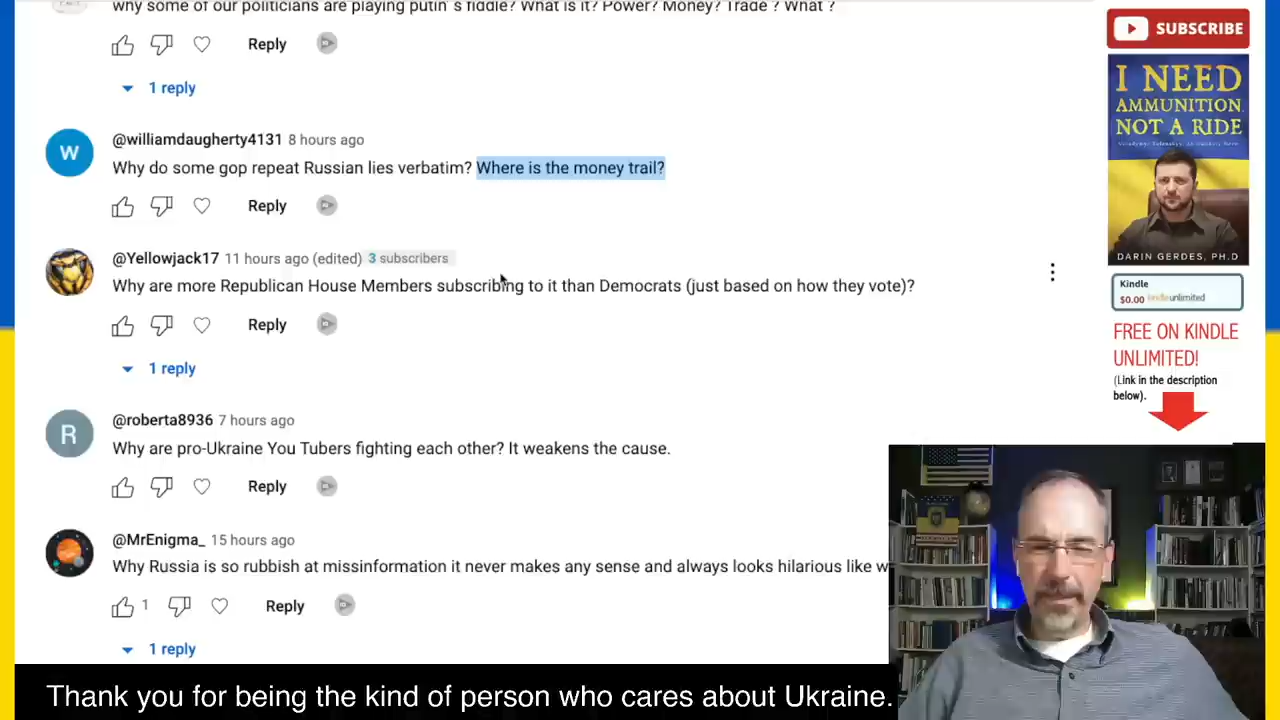 why some of our politicians are playing putin's fiddle? What is it? Power? Money? Trade ? What ?
Reply
1 reply
W
@williamdaugherty4131 8 hours ago
Why do some gop repeat Russian lies verbatim? Where is the money trail?
Reply
@Yellowjack17 11 hours ago (edited) 3 subscribers
Why are more Republican House Members subscribing to it than Democrats (just based on how they vote)?
Reply
1 reply
R
@roberta8936 7 hours ago
Why are pro-Ukraine You Tubers fighting each other? It weakens the cause.
Reply
@MrEnigma_ 15 hours ago
Why Russia is so rubbish at missinformation it never makes any sense and always looks hilarious like w
1
Reply
1 reply
SUBSCRIBE
I NEED
AMMUNITION,
NOT A RIDE
DARIN GERDES, PH.D
Kindle
$0.00 kindleunlimited
FREE ON KINDLE
UNLIMITED!
(Link in the description
below).
Thank you for being the kind of person who cares about Ukraine.